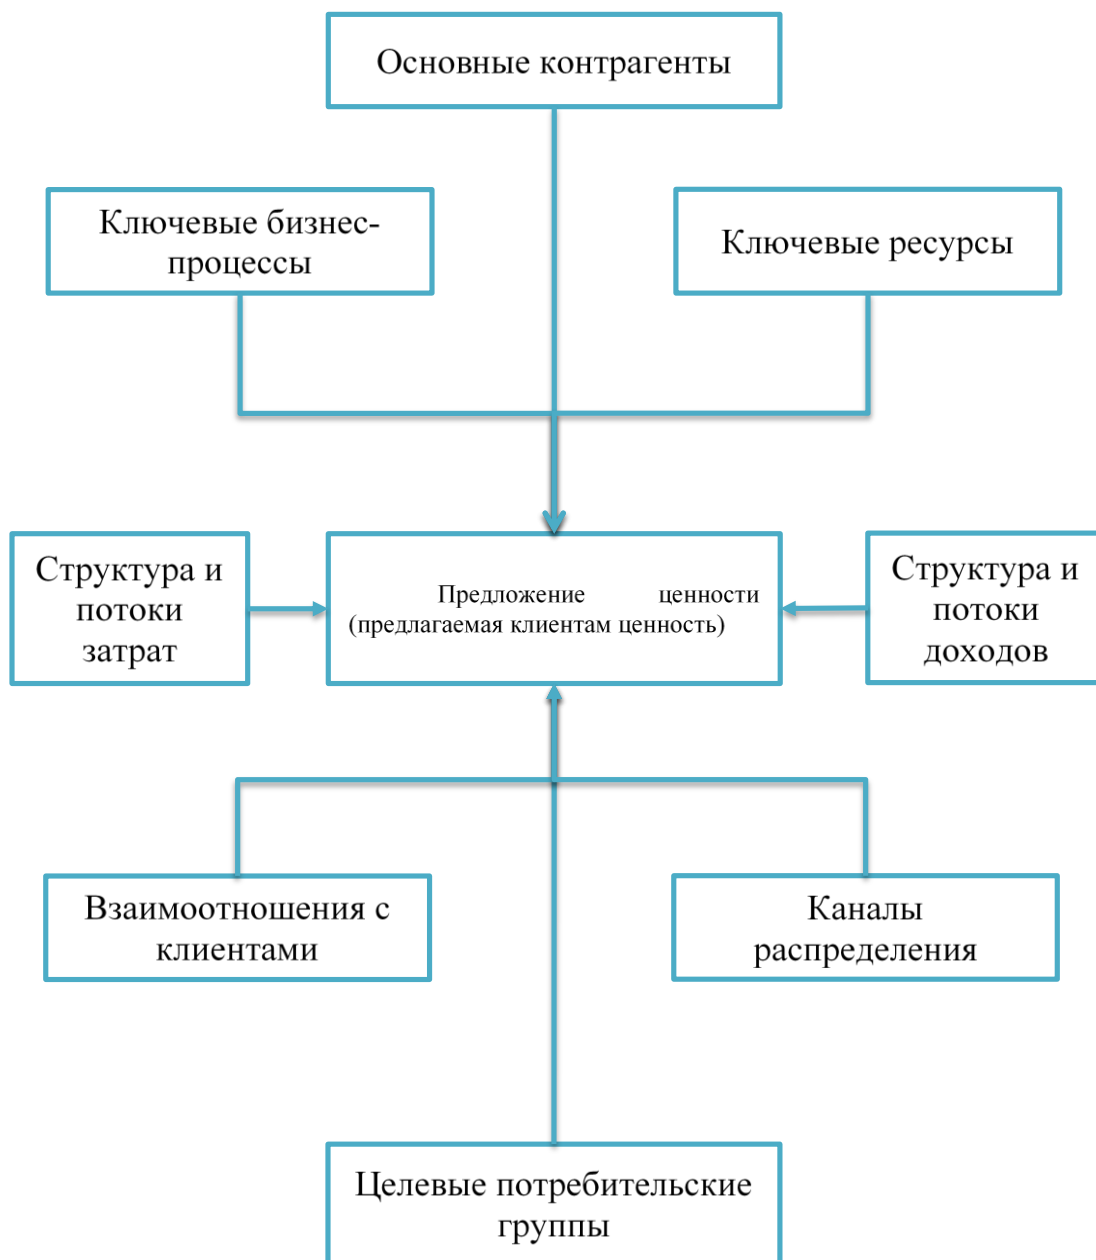 Основные контрагенты
Ключевые бизнес-
процессы
Ключевые ресурсы
Структура и
потоки
затрат
Предложение ценности
(предлагаемая клиентам ценность)
Структура и
потоки
доходов
Взаимоотношения с
клиентами
Каналы
распределения
Целевые потребительские
группы